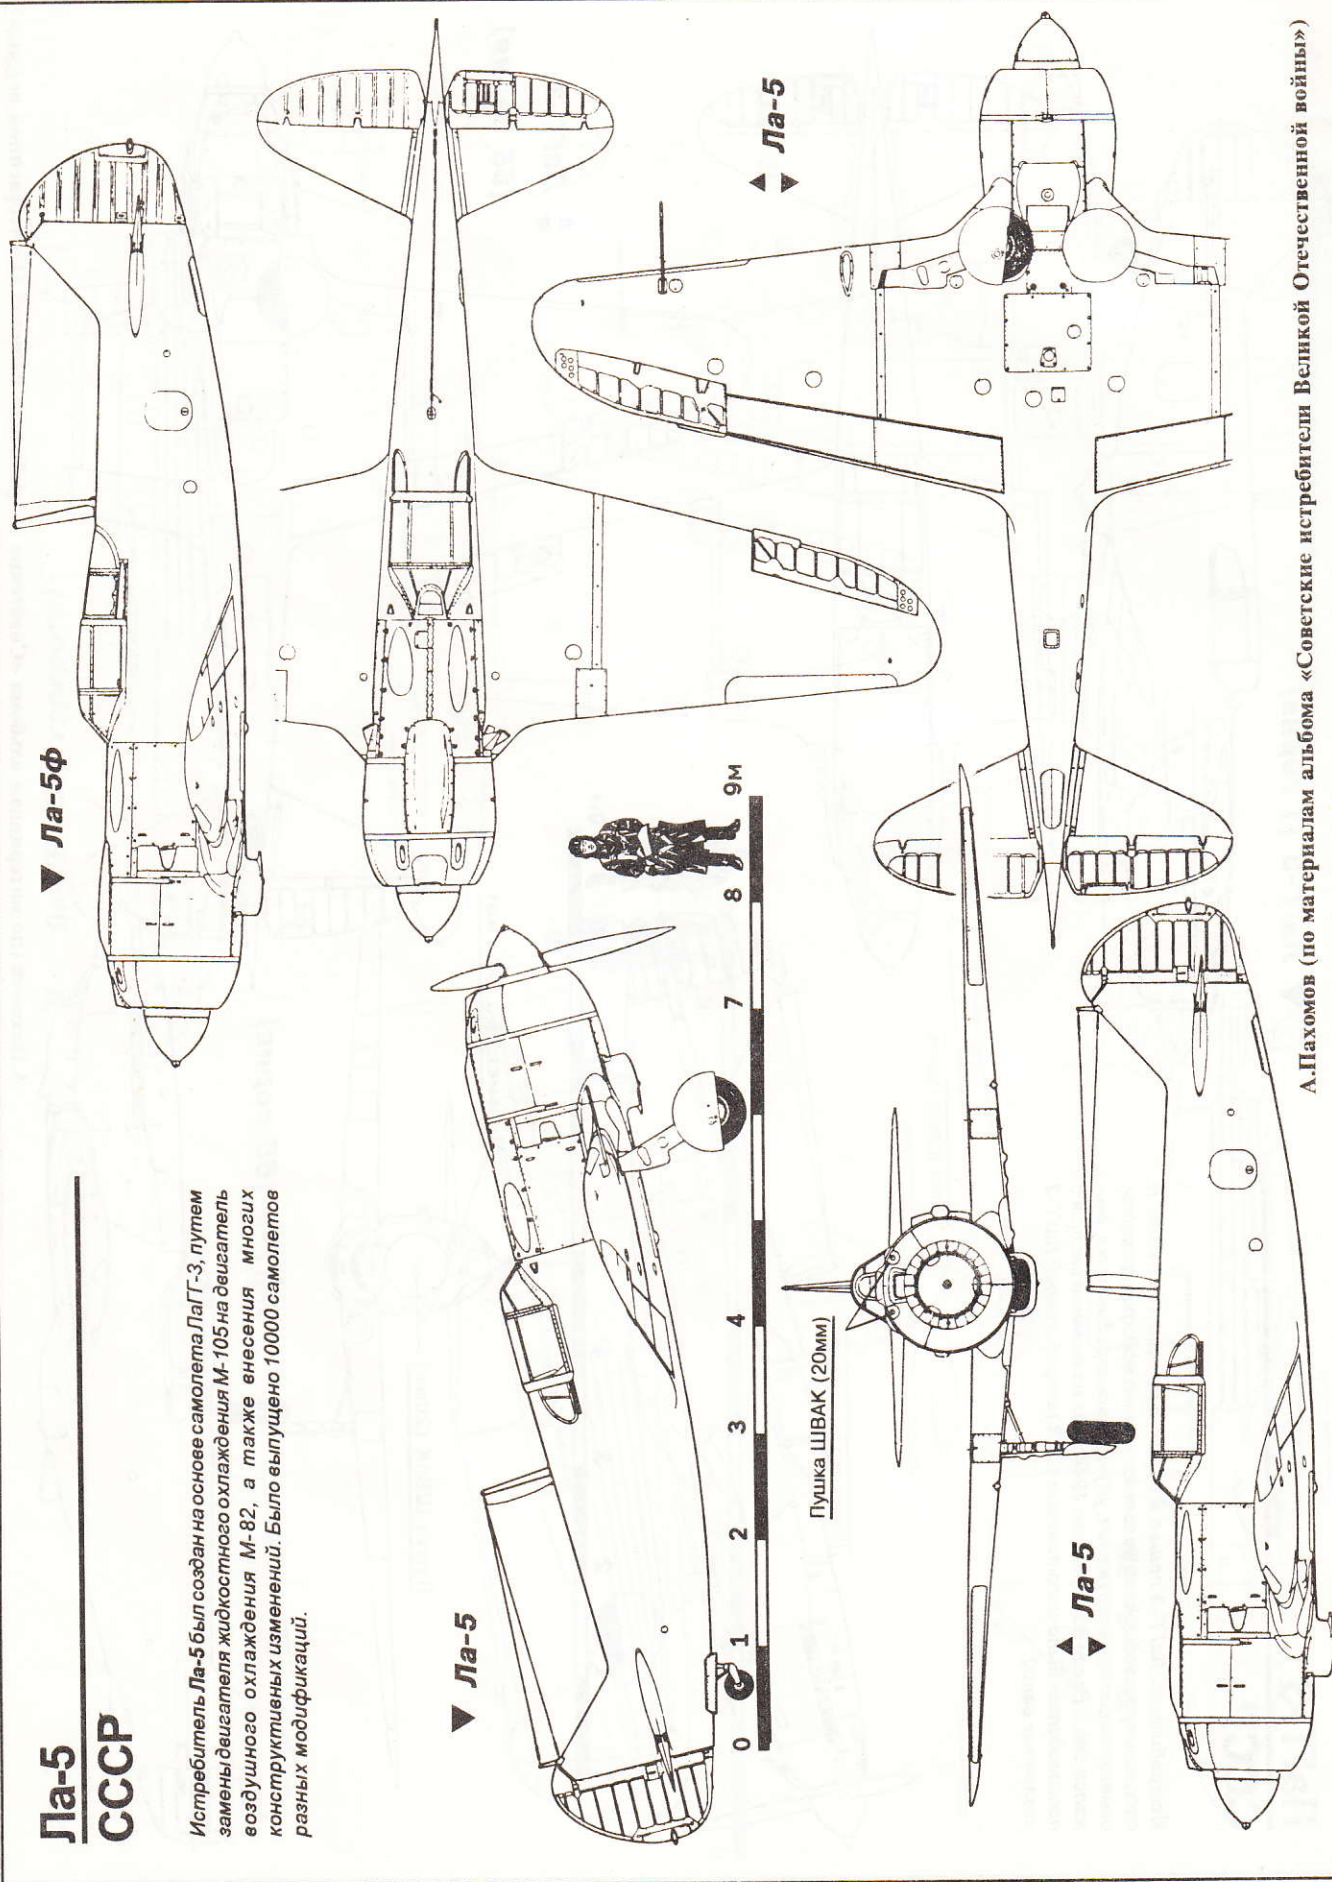 Ла-5
СССР
Истребитель Ла-5 был создан на основе самолета ЛаГГ-3, путем
замены двигателя жидкостного охлаждения М-105 на двигатель
воздушного охлаждения М-82, а также внесения многих
конструктивных изменений. Было выпущено 10000 самолетов
разных модификаций.
Ла-5ф
Ла-5
Ла-5
0 1 2 3 4 7 8 9м
Пушка ШВАК (20мм)
Ла-5
А.Пахомов (по материалам альбома «Советские истребители Великой Отечественной войны»)